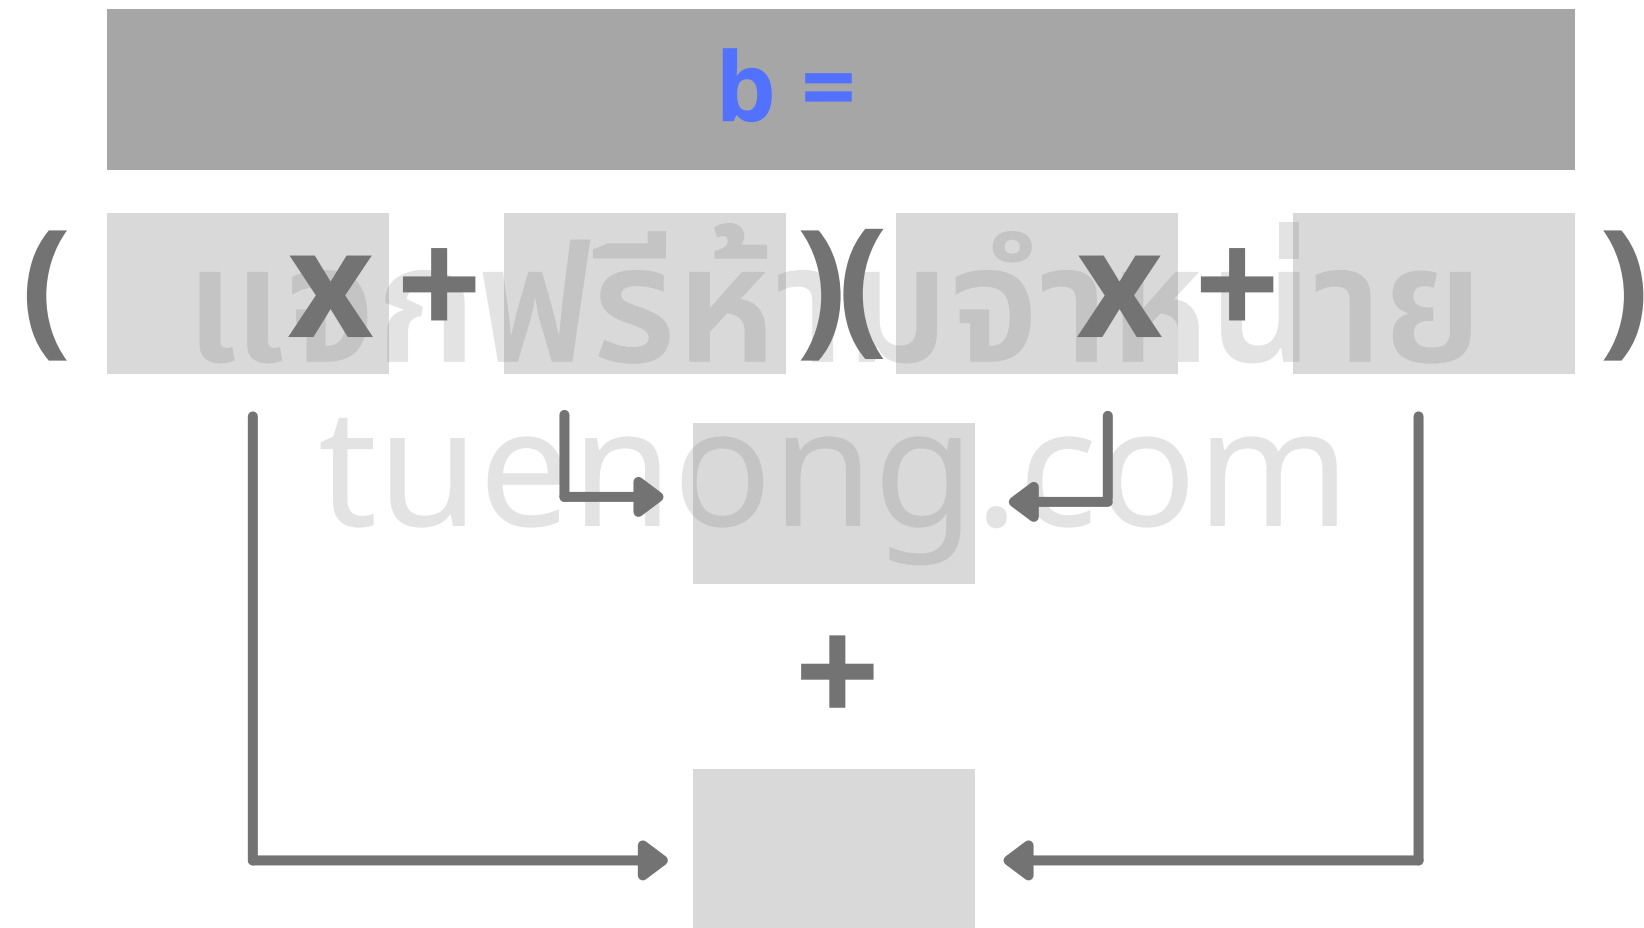 b =
( x + )( x + )
แจกฟรีห้ามจำหน่าย
tuenong.com
+